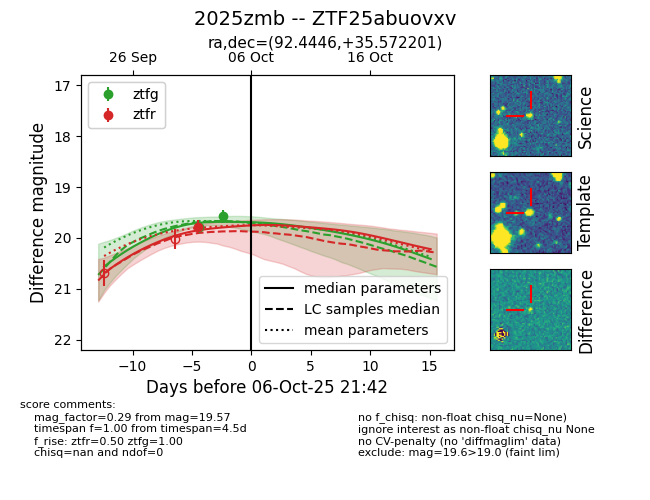 2025zmb -- ZTF25abuovxv
ra,dec=(92.4446,+35.572201)
26 Sep 06 Oct 16 Oct
ztfg
ztfr
17
18
19
20
21
22
Difference magnitude
median parameters
LC samples median
mean parameters
−10 −5 0 5 10 15
Days before 06-Oct-25 21:42
Science
Template
Difference
score comments:
mag_factor=0.29 from mag=19.57
timespan f=1.00 from timespan=4.5d
f_rise: ztfr=0.50 ztfg=1.00
chisq=nan and ndof=0
no f_chisq: non-float chisq_nu=None)
ignore interest as non-float chisq_nu None
no CV-penalty (no 'diffmaglim' data)
exclude: mag=19.6>19.0 (faint lim)